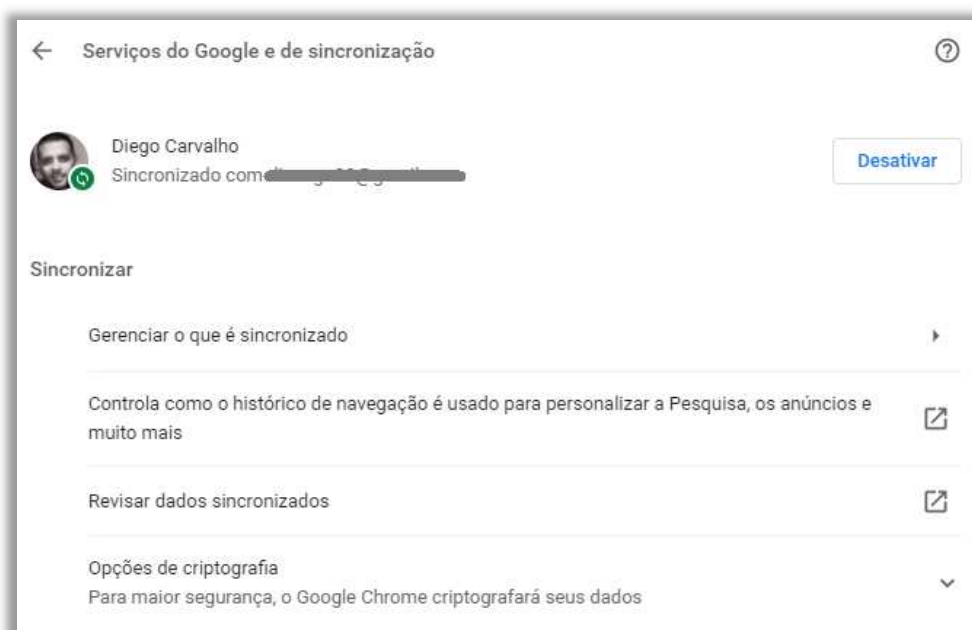 Serviços do Google e de sincronização
Diego Carvalho
Desativar
Sincronizado com
Sincronizar
Gerenciar o que é sincronizado
Controla como o histórico de navegação é usado para personalizar a Pesquisa, os anúncios e
muito mais
Revisar dados sincronizados
Opções de criptografia
Para maior segurança, o Google Chrome criptografará seus dados